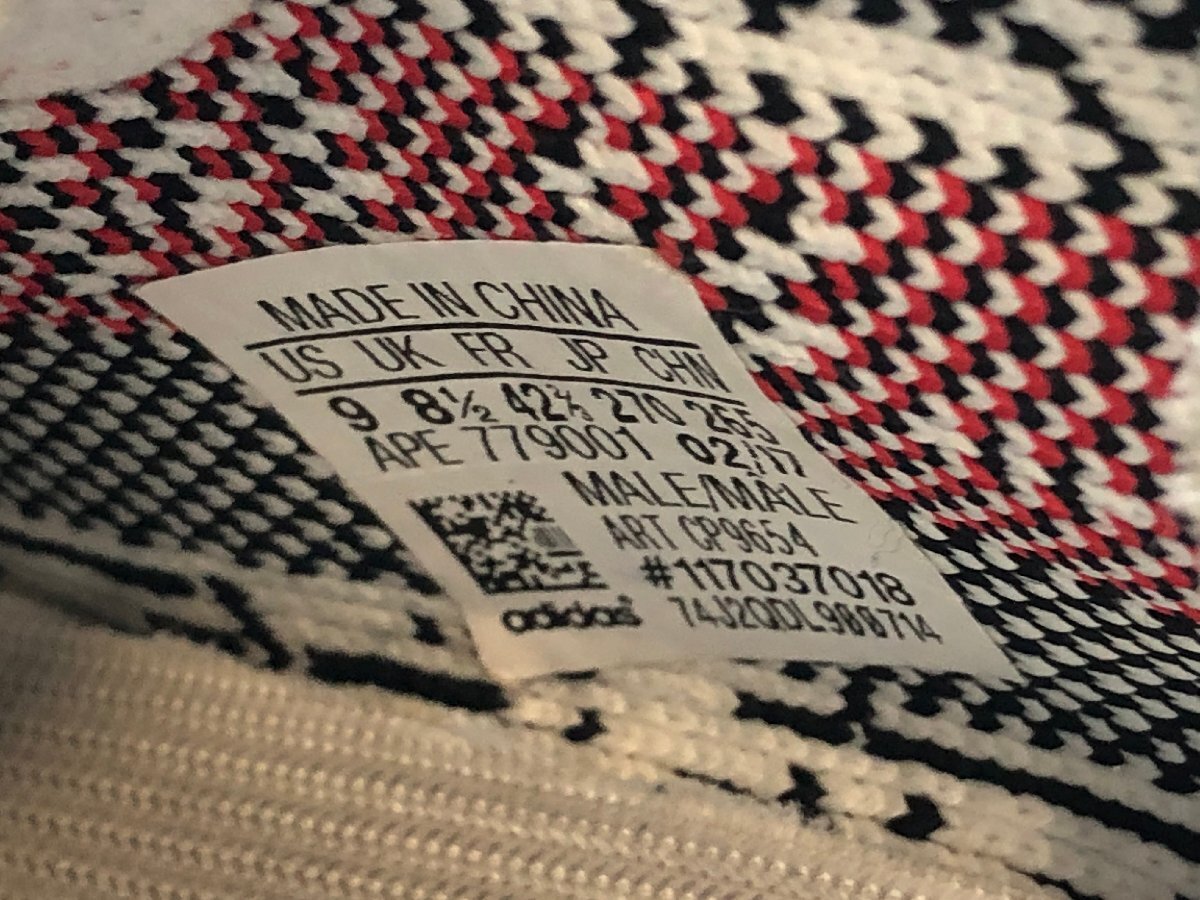 MADE IN CHINA
US UK FR JP CHN
9 8½ 42⅔ 270 265
APE 779001 02/17
MALE/MÂLE
ART CP9654
#117037018
adidas® 74J2QDL900714